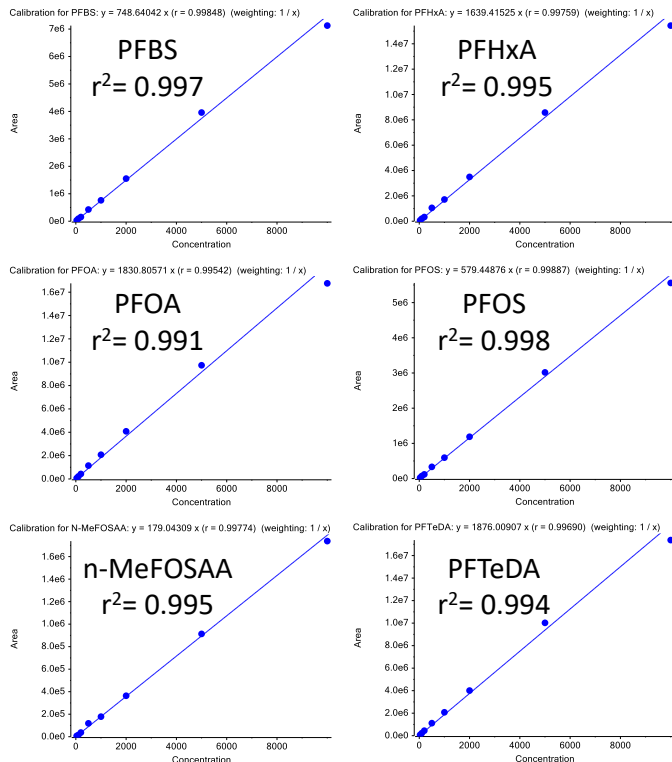 Calibration for PFBS: y = 748.64042 x (r = 0.99848) (weighting: 1 / x)
7e6
6e6
5e6
4e6
3e6
2e6
1e6
0.0e0
Area
PFBS
r²= 0.997
0 2000 4000 6000 8000
Concentration
Calibration for PFHxA: y = 1639.41525 x (r = 0.99759) (weighting: 1 / x)
1.4e7
1.2e7
1.0e7
8.0e6
6.0e6
4.0e6
2.0e6
0.0e0
Area
PFHxA
r²= 0.995
0 2000 4000 6000 8000
Concentration
Calibration for PFOA: y = 1830.80571 x (r = 0.99542) (weighting: 1 / x)
1.6e7
1.4e7
1.2e7
1.0e7
8.0e6
6.0e6
4.0e6
2.0e6
0.0e0
Area
PFOA
r²= 0.991
0 2000 4000 6000 8000
Concentration
Calibration for PFOS: y = 579.44876 x (r = 0.99887) (weighting: 1 / x)
5e6
4e6
3e6
2e6
1e6
0e0
Area
PFOS
r²= 0.998
0 2000 4000 6000 8000
Concentration
Calibration for N-MeFOSAA: y = 179.04309 x (r = 0.99774) (weighting: 1 / x)
1.6e6
1.4e6
1.2e6
1.0e6
8.0e5
6.0e5
4.0e5
2.0e5
0.0e0
Area
n-MeFOSAA
r²= 0.995
0 2000 4000 6000 8000
Concentration
Calibration for PFTeDA: y = 1876.00907 x (r = 0.99690) (weighting: 1 / x)
1.6e7
1.4e7
1.2e7
1.0e7
8.0e6
6.0e6
4.0e6
2.0e6
0.0e0
Area
PFTeDA
r²= 0.994
0 2000 4000 6000 8000
Concentration